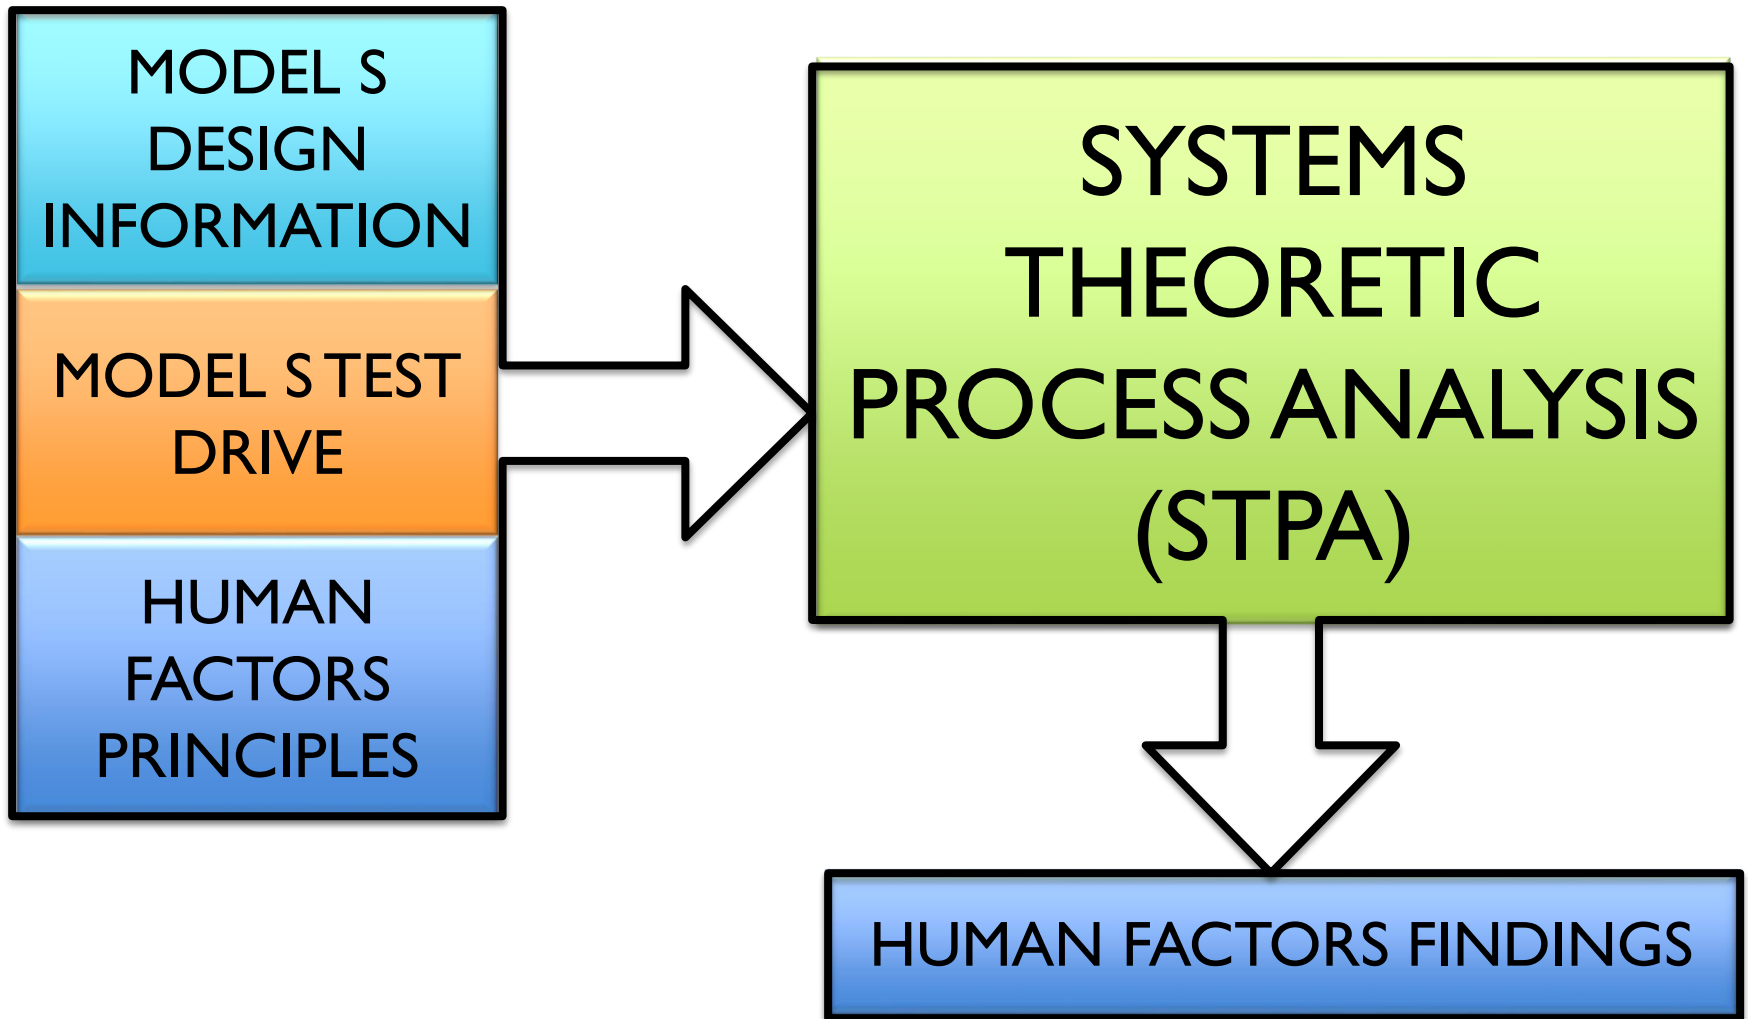 MODEL S
DESIGN
INFORMATION
MODEL S TEST
DRIVE
HUMAN
FACTORS
PRINCIPLES
SYSTEMS
THEORETIC
PROCESS ANALYSIS
(STPA)
HUMAN FACTORS FINDINGS